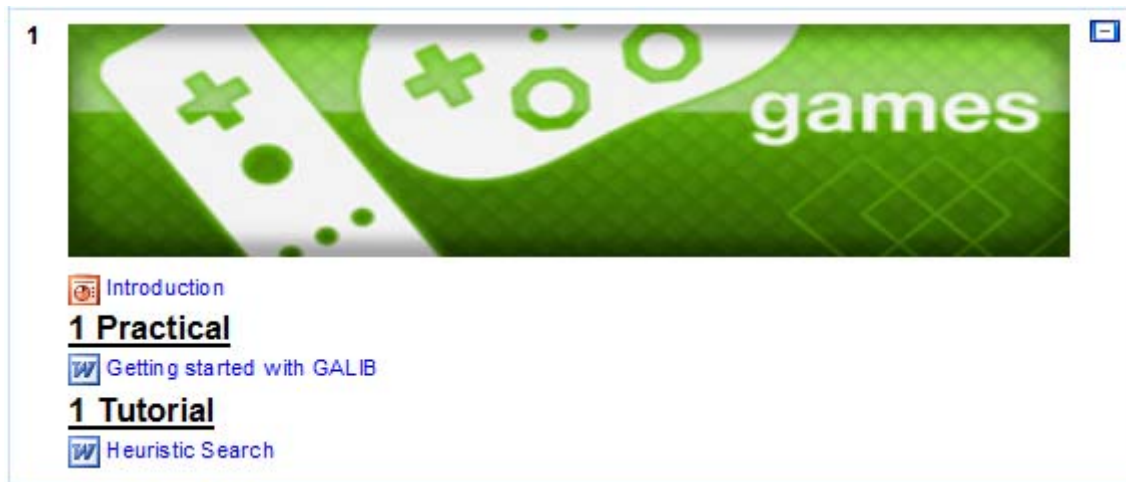 1
games
Introduction
1 Practical
Getting started with GALIB
1 Tutorial
Heuristic Search